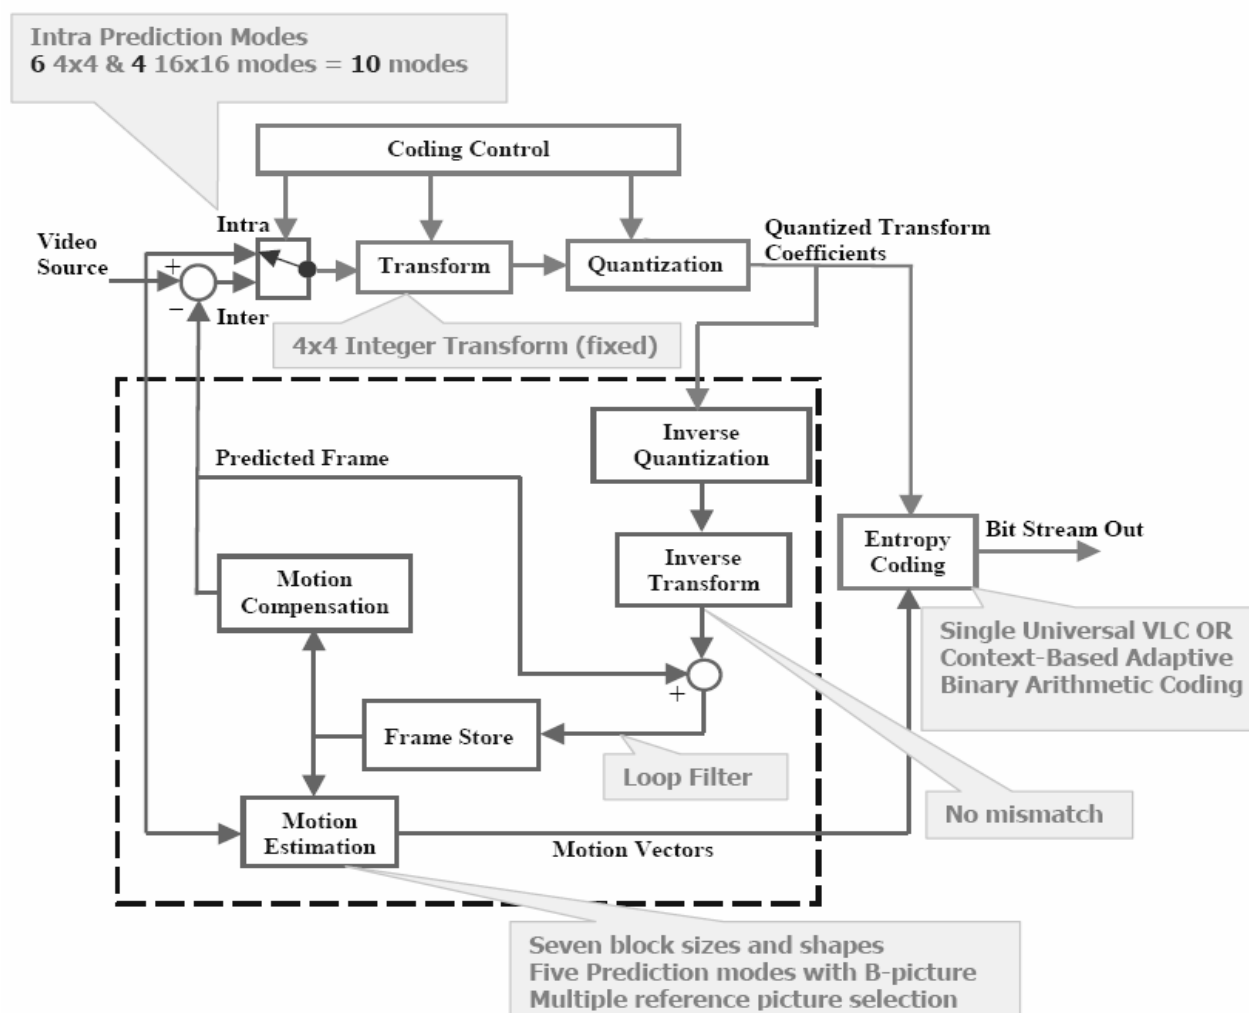 Intra Prediction Modes
6 4x4 & 4 16x16 modes = 10 modes
Coding Control
Intra
Video
Source
+
−
Inter
Transform
Quantization
Quantized Transform
Coefficients
4x4 Integer Transform (fixed)
Predicted Frame
Inverse
Quantization
Inverse
Transform
Entropy
Coding
Bit Stream Out
Motion
Compensation
Single Universal VLC OR
Context-Based Adaptive
Binary Arithmetic Coding
+
Frame Store
Loop Filter
No mismatch
Motion
Estimation
Motion Vectors
Seven block sizes and shapes
Five Prediction modes with B-picture
Multiple reference picture selection